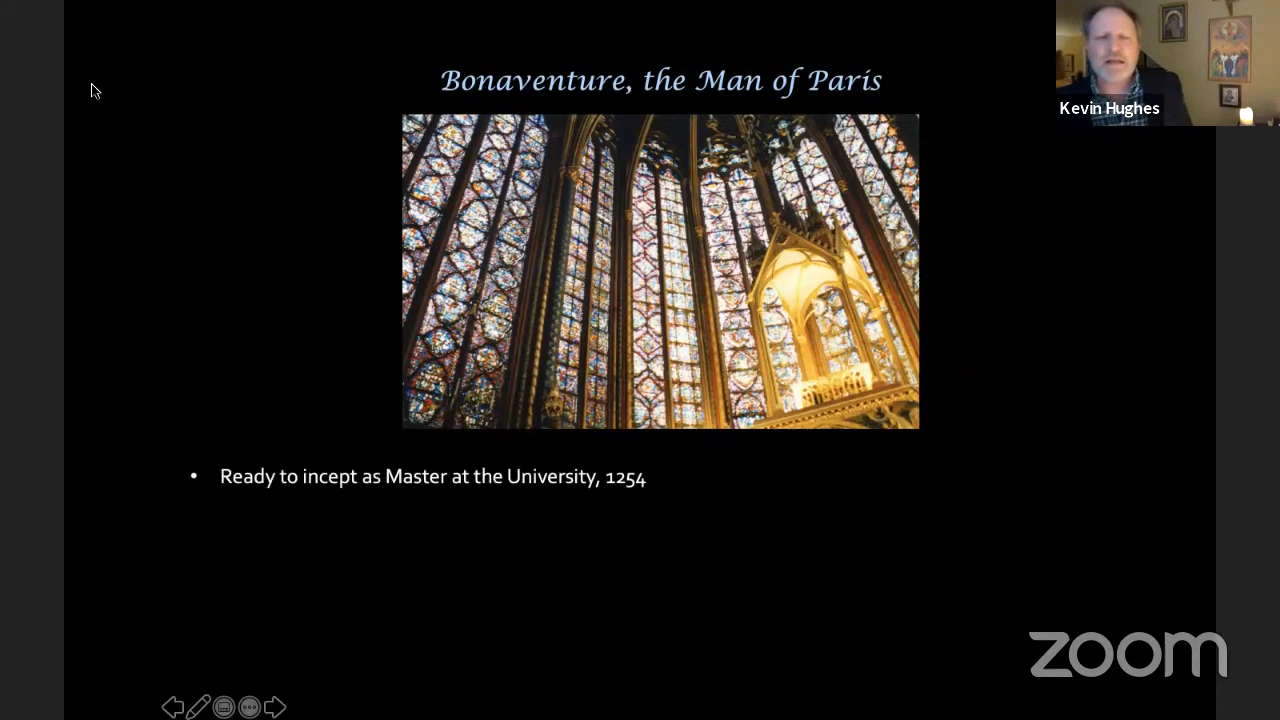 Bonaventure, the Man of Paris
Kevin Hughes
• Ready to incept as Master at the University, 1254
zoom